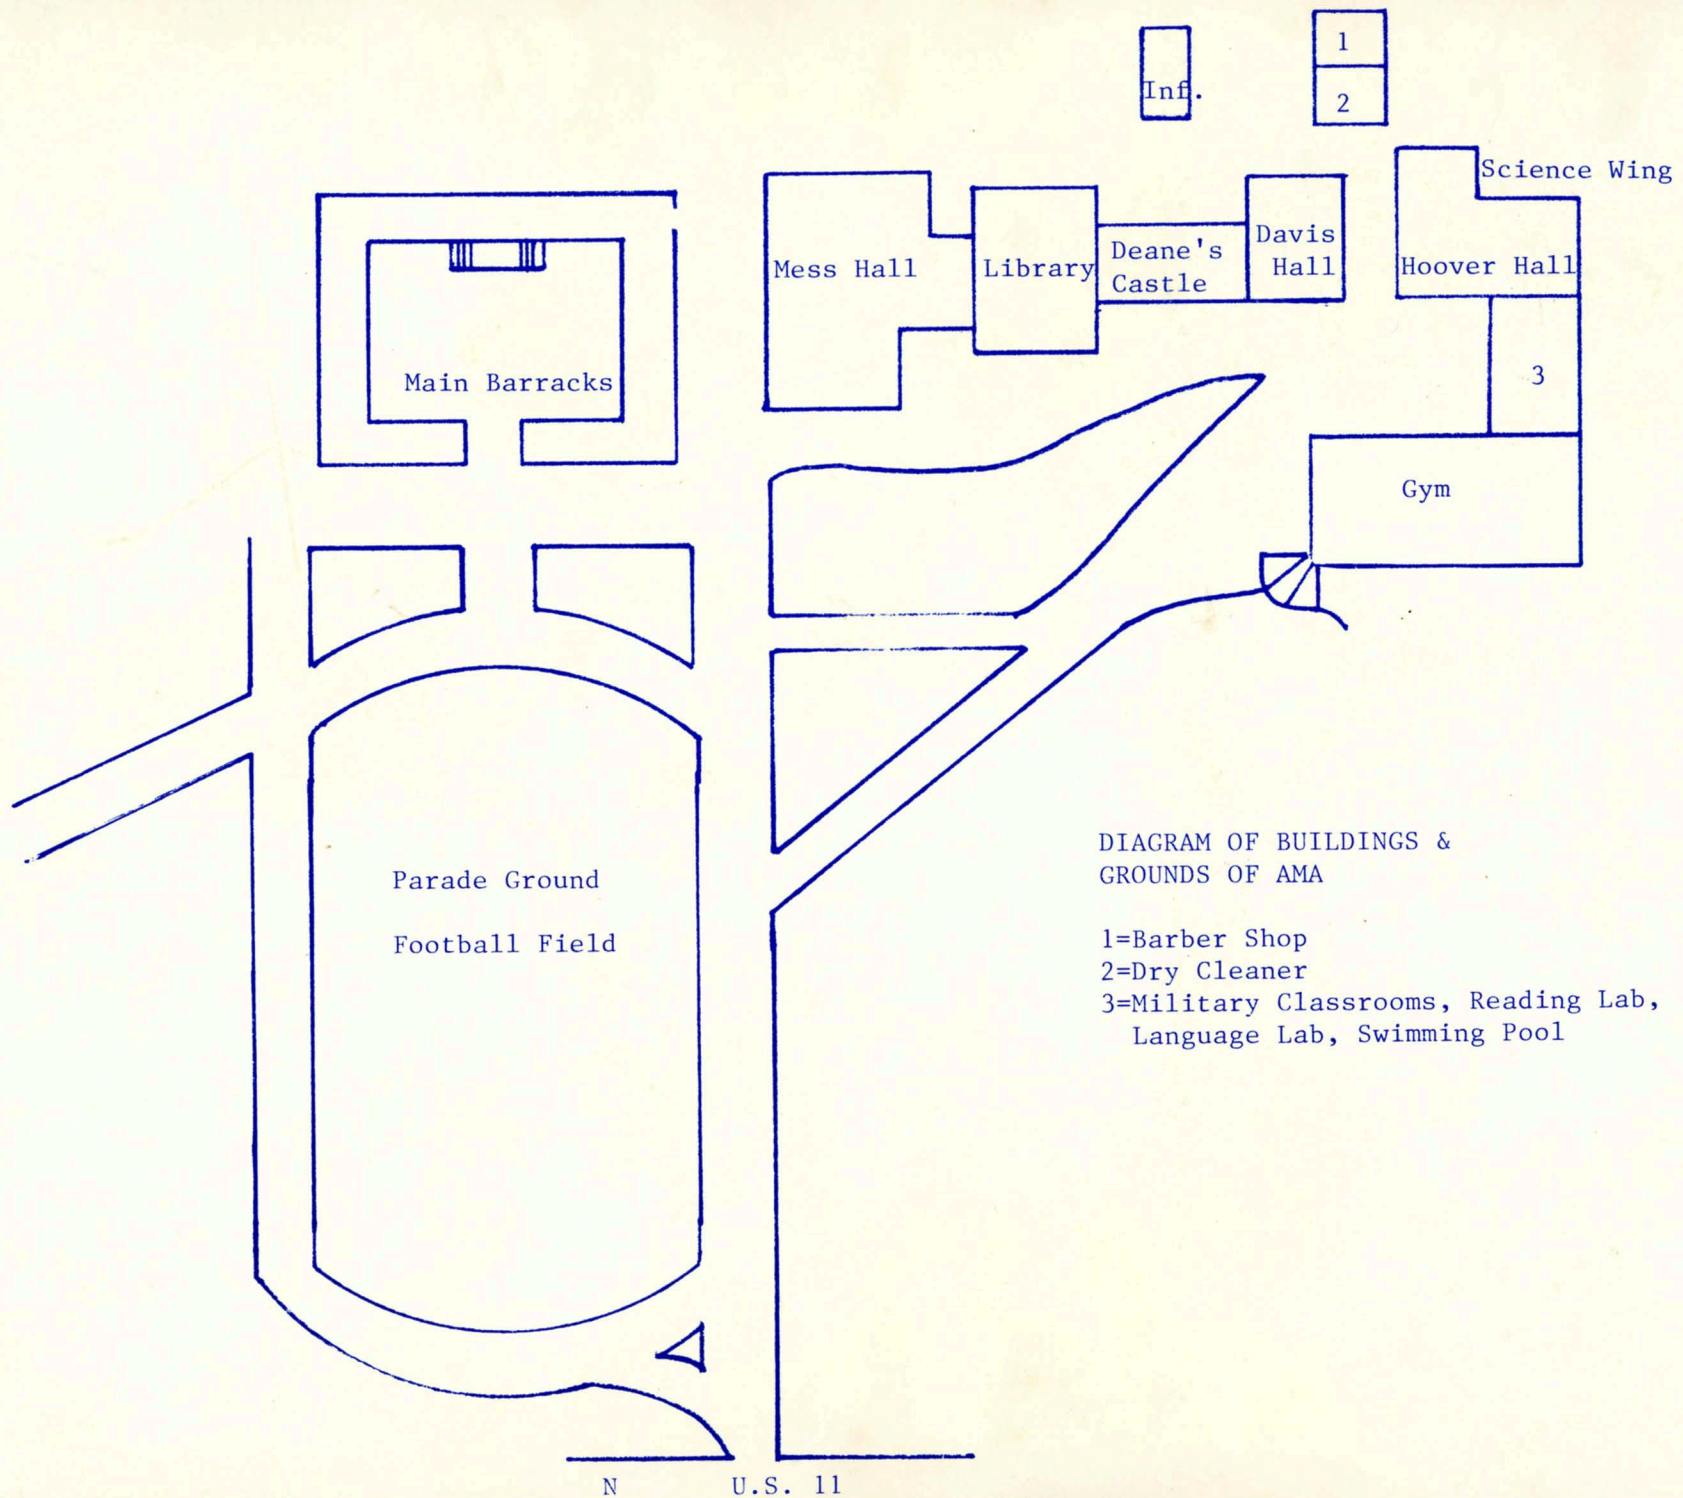 1
Inf.
2
Science Wing
Davis
Hall
Deane's
Castle
Mess Hall
Library
Hoover Hall
Main Barracks
3
Gym
DIAGRAM OF BUILDINGS &
GROUNDS OF AMA
Parade Ground
Football Field
1=Barber Shop
2=Dry Cleaner
3=Military Classrooms, Reading Lab,
Language Lab, Swimming Pool
N
U.S. 11